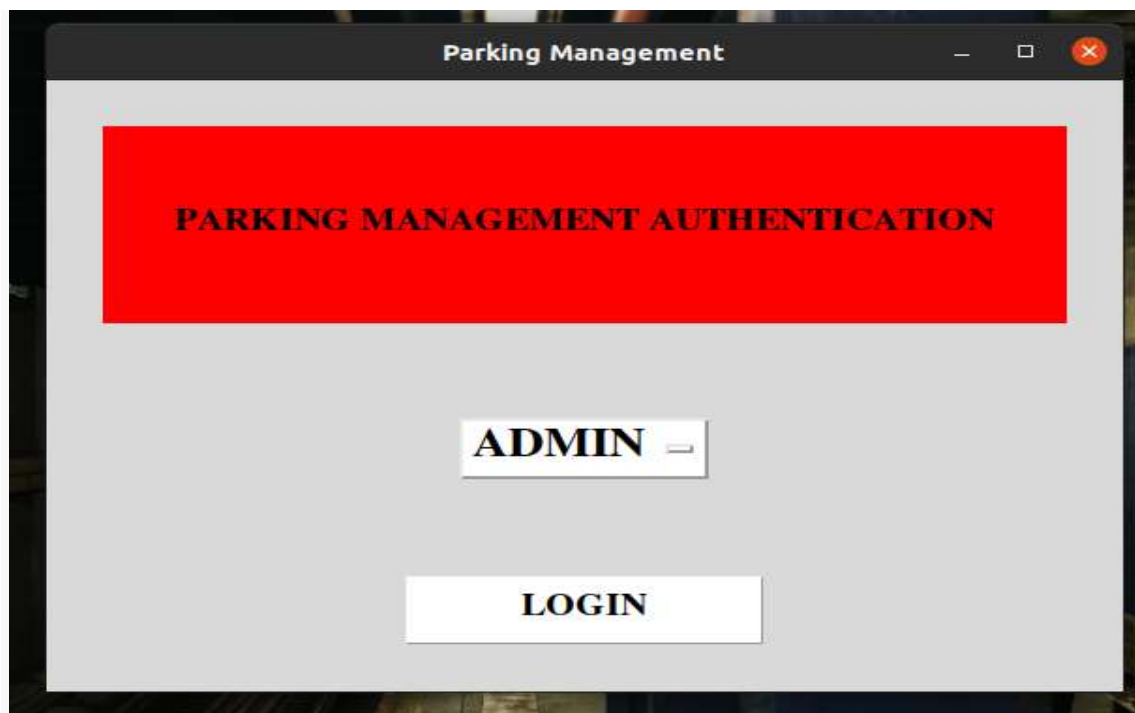 Parking Management
PARKING MANAGEMENT AUTHENTICATION
ADMIN
LOGIN